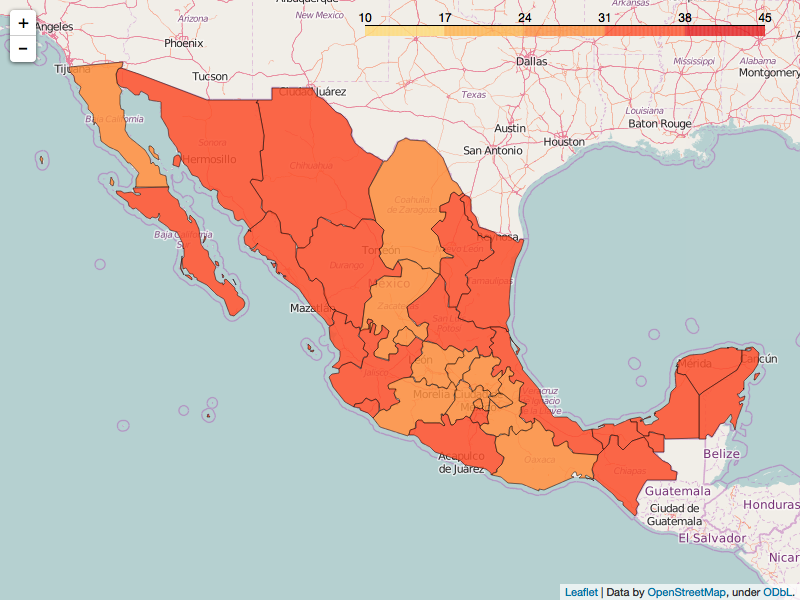 +
−
10 17 24 31 38 45
Angeles
Albuquerque
New Mexico
Arizona
Arkansas
Phoenix
Tucson
Tijuana
Ciudad Juárez
Dallas
Mississippi
Alabama
Montgomery
Texas
Louisiana
Baton Rouge
Austin
Houston
San Antonio
Baja California
Sonora
Hermosillo
Chihuahua
Coahuila
de Zaragoza
Baja California
Sur
Torreón
Nuevo León
Reynosa
Durango
México
Tamaulipas
Zacatecas
Mazatlán
San Luis
Potosí
León
Jalisco
Morelia
Ciudad
México
Veracruz
de Ignacio
de la Llave
Mérida
Cancún
Acapulco
de Juárez
Oaxaca
Chiapas
Belize
Guatemala
Ciudad de
Guatemala
Honduras
El Salvador
Nicar
Leaflet | Data by OpenStreetMap, under ODbL.